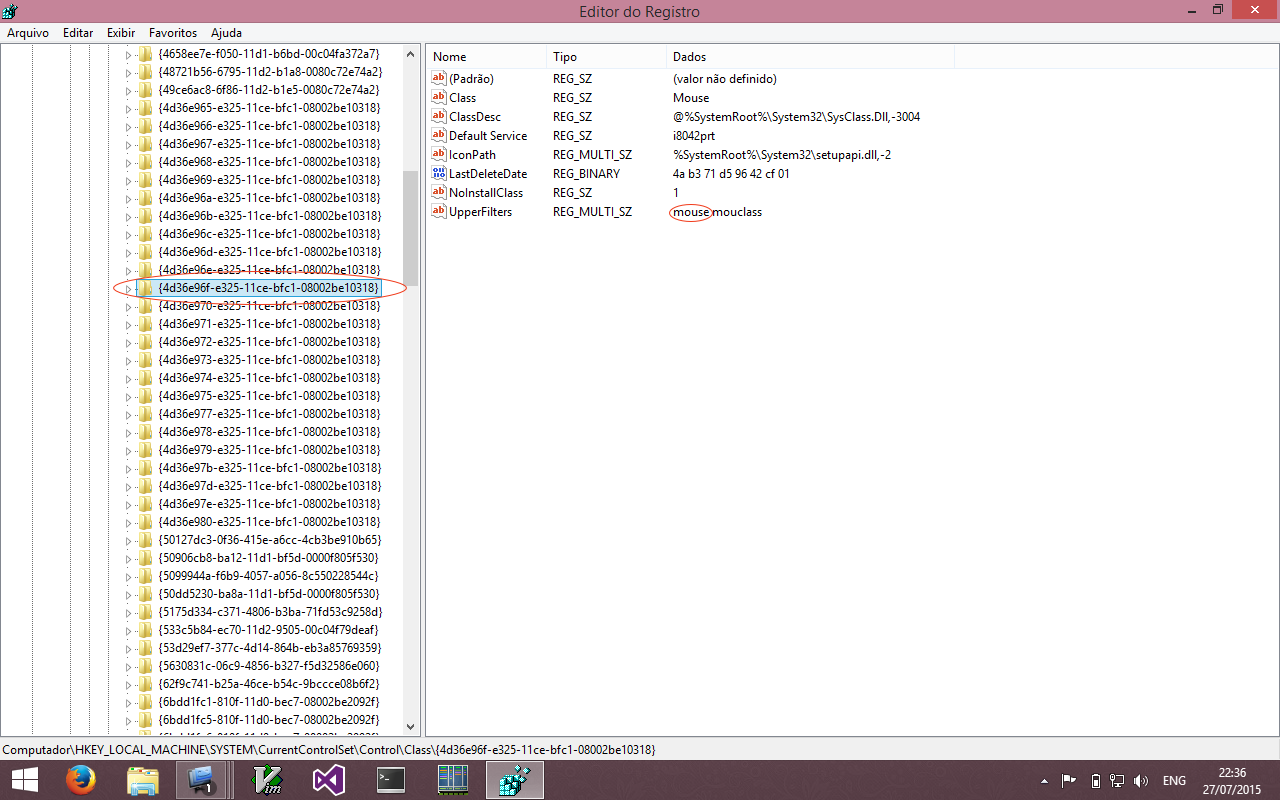 Editor do Registro
Arquivo Editar Exibir Favoritos Ajuda
{4658ee7e-f050-11d1-b6bd-00c04fa372a7}
{48721b56-6795-11d2-b1a8-0080c72e74a2}
{49ce6ac8-6f86-11d2-b1e5-0080c72e74a2}
{4d36e965-e325-11ce-bfc1-08002be10318}
{4d36e966-e325-11ce-bfc1-08002be10318}
{4d36e967-e325-11ce-bfc1-08002be10318}
{4d36e968-e325-11ce-bfc1-08002be10318}
{4d36e969-e325-11ce-bfc1-08002be10318}
{4d36e96a-e325-11ce-bfc1-08002be10318}
{4d36e96b-e325-11ce-bfc1-08002be10318}
{4d36e96c-e325-11ce-bfc1-08002be10318}
{4d36e96d-e325-11ce-bfc1-08002be10318}
{4d36e96e-e325-11ce-bfc1-08002be10318}
{4d36e96f-e325-11ce-bfc1-08002be10318}
{4d36e970-e325-11ce-bfc1-08002be10318}
{4d36e971-e325-11ce-bfc1-08002be10318}
{4d36e972-e325-11ce-bfc1-08002be10318}
{4d36e973-e325-11ce-bfc1-08002be10318}
{4d36e974-e325-11ce-bfc1-08002be10318}
{4d36e975-e325-11ce-bfc1-08002be10318}
{4d36e977-e325-11ce-bfc1-08002be10318}
{4d36e978-e325-11ce-bfc1-08002be10318}
{4d36e979-e325-11ce-bfc1-08002be10318}
{4d36e97b-e325-11ce-bfc1-08002be10318}
{4d36e97d-e325-11ce-bfc1-08002be10318}
{4d36e97e-e325-11ce-bfc1-08002be10318}
{4d36e980-e325-11ce-bfc1-08002be10318}
{50127dc3-0f36-415e-a6cc-4cb3be910b65}
{50906cb8-ba12-11d1-bf5d-0000f805f530}
{5099944a-f6b9-4057-a056-8c550228544c}
{50dd5230-ba8a-11d1-bf5d-0000f805f530}
{5175d334-c371-4806-b3ba-71fd53c9258d}
{533c5b84-ec70-11d2-9505-00c04f79deaf}
{53d29ef7-377c-4d14-864b-eb3a85769359}
{5630831c-06c9-4856-b327-f5d32586e060}
{62f9c741-b25a-46ce-b54c-9bccce08b6f2}
{6bdd1fc1-810f-11d0-bec7-08002be2092f}
{6bdd1fc5-810f-11d0-bec7-08002be2092f}
Nome Tipo Dados
(Padrão) REG_SZ (valor não definido)
Class REG_SZ Mouse
ClassDesc REG_SZ @%SystemRoot%\System32\SysClass.Dll,-3004
Default Service REG_SZ i8042prt
IconPath REG_MULTI_SZ %SystemRoot%\System32\setupapi.dll,-2
LastDeleteDate REG_BINARY 4a b3 71 d5 96 42 cf 01
NoInstallClass REG_SZ 1
UpperFilters REG_MULTI_SZ mouse mouclass
Computador\HKEY_LOCAL_MACHINE\SYSTEM\CurrentControlSet\Control\Class\{4d36e96f-e325-11ce-bfc1-08002be10318}
1
Vim
ENG
22:36
27/07/2015